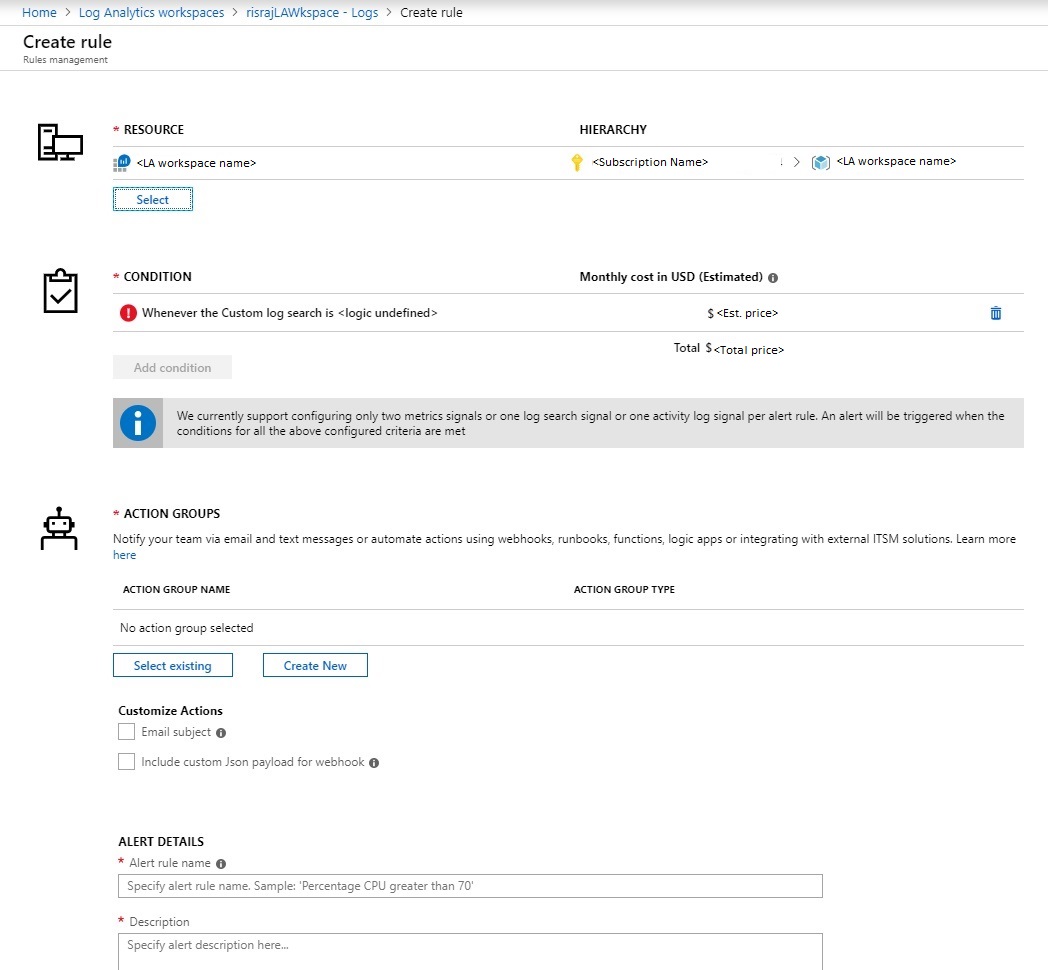 Home > Log Analytics workspaces > risrajLAWkspace - Logs > Create rule
Create rule
Rules management
* RESOURCE HIERARCHY
<LA workspace name> <Subscription Name> > <LA workspace name>
Select
* CONDITION Monthly cost in USD (Estimated)
Whenever the Custom log search is <logic undefined> $ <Est. price>
Total $ <Total price>
Add condition
We currently support configuring only two metrics signals or one log search signal or one activity log signal per alert rule. An alert will be triggered when the
conditions for all the above configured criteria are met
* ACTION GROUPS
Notify your team via email and text messages or automate actions using webhooks, runbooks, functions, logic apps or integrating with external ITSM solutions. Learn more
here
ACTION GROUP NAME ACTION GROUP TYPE
No action group selected
Select existing Create New
Customize Actions
Email subject
Include custom Json payload for webhook
ALERT DETAILS
* Alert rule name
Specify alert rule name. Sample: 'Percentage CPU greater than 70'
* Description
Specify alert description here...